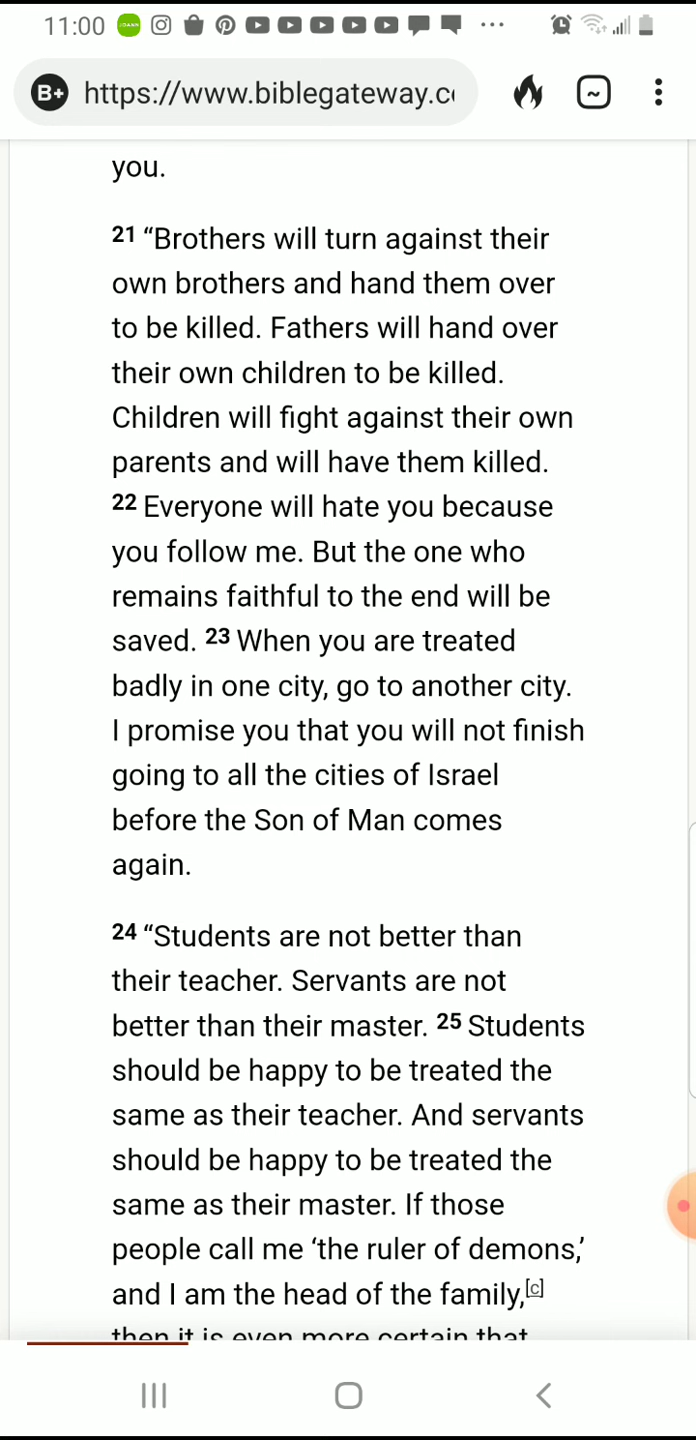 11:00 JOANN ...
B+ https://www.biblegateway.c
you.
21 “Brothers will turn against their
own brothers and hand them over
to be killed. Fathers will hand over
their own children to be killed.
Children will fight against their own
parents and will have them killed.
22 Everyone will hate you because
you follow me. But the one who
remains faithful to the end will be
saved. 23 When you are treated
badly in one city, go to another city.
I promise you that you will not finish
going to all the cities of Israel
before the Son of Man comes
again.
24 “Students are not better than
their teacher. Servants are not
better than their master. 25 Students
should be happy to be treated the
same as their teacher. And servants
should be happy to be treated the
same as their master. If those
people call me ‘the ruler of demons,’
and I am the head of the family,[c]
then it is even more certain that